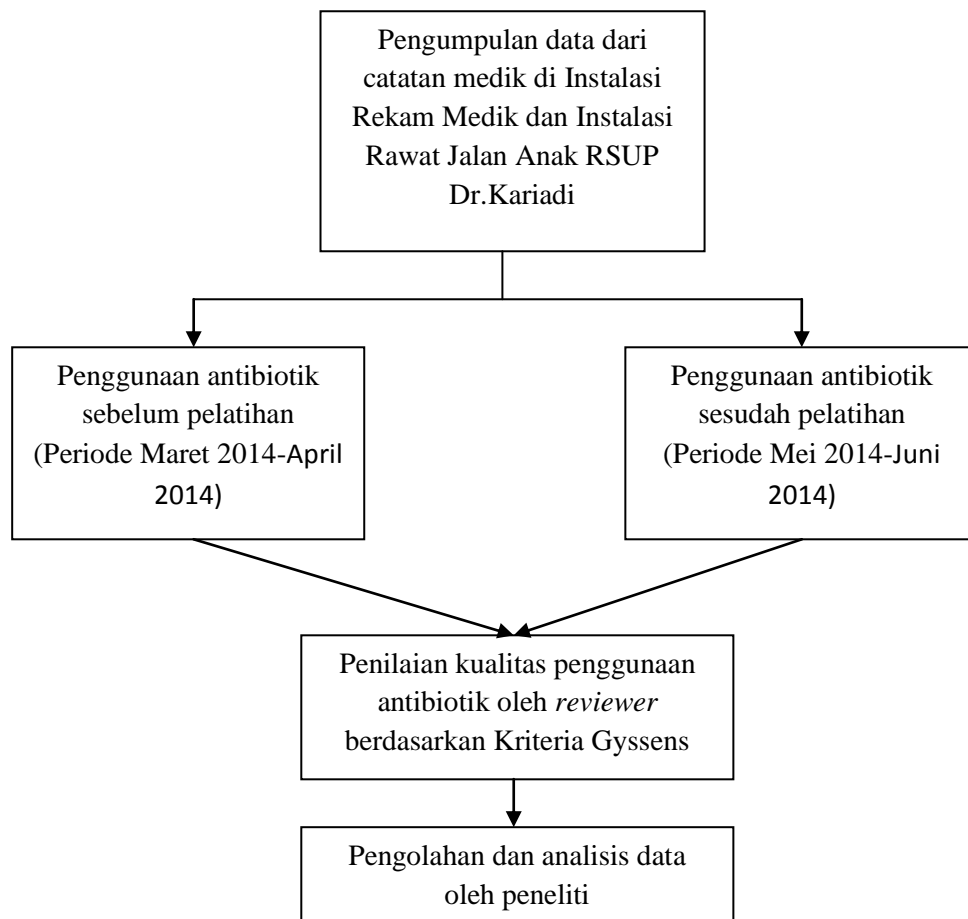 Pengumpulan data dari
catatan medik di Instalasi
Rekam Medik dan Instalasi
Rawat Jalan Anak RSUP
Dr.Kariadi
Penggunaan antibiotik
sebelum pelatihan
(Periode Maret 2014-April
2014)
Penggunaan antibiotik
sesudah pelatihan
(Periode Mei 2014-Juni
2014)
Penilaian kualitas penggunaan
antibiotik oleh reviewer
berdasarkan Kriteria Gyssens
Pengolahan dan analisis data
oleh peneliti